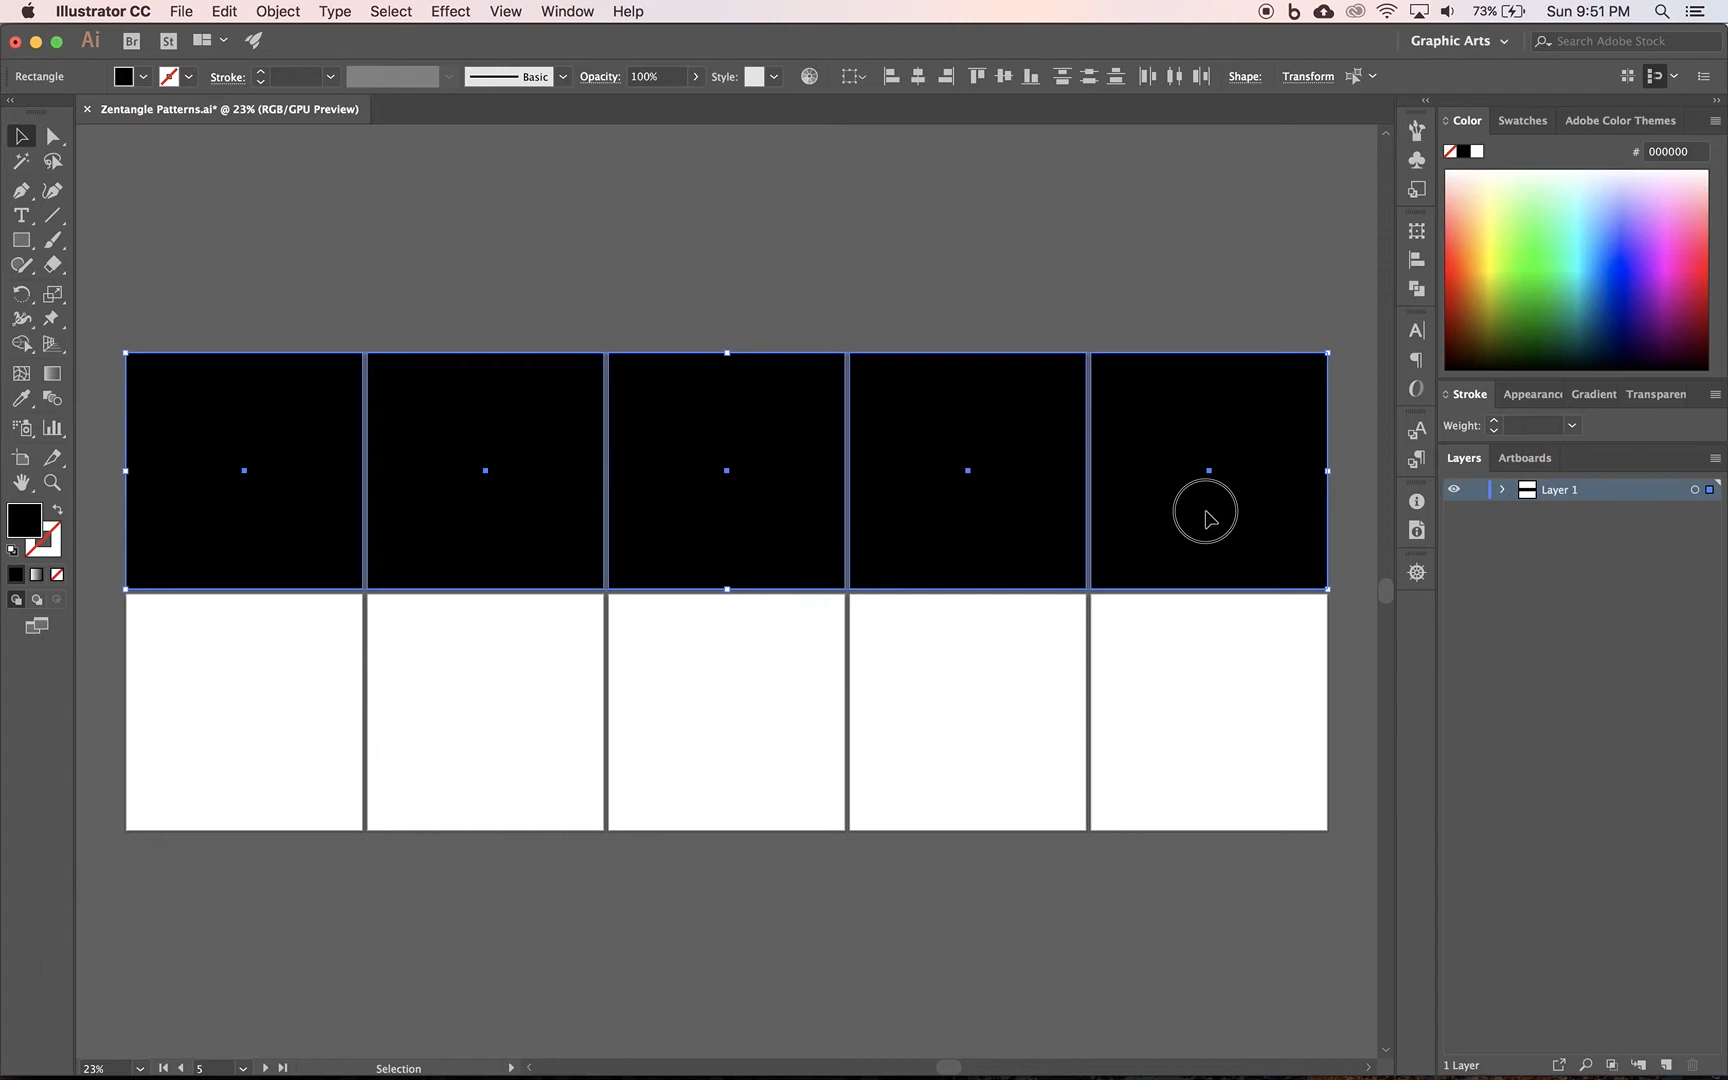 Illustrator CC File Edit Object Type Select Effect View Window Help 73% Sun 9:51 PM
Ai Br St Graphic Arts Search Adobe Stock
Rectangle Stroke: Basic Opacity: 100% Style: Shape: Transform
× Zentangle Patterns.ai* @ 23% (RGB/GPU Preview)
Color Swatches Adobe Color Themes
# 000000
Stroke Appearanc Gradient Transparen
Weight:
Layers Artboards
Layer 1
23% 5 Selection 1 Layer